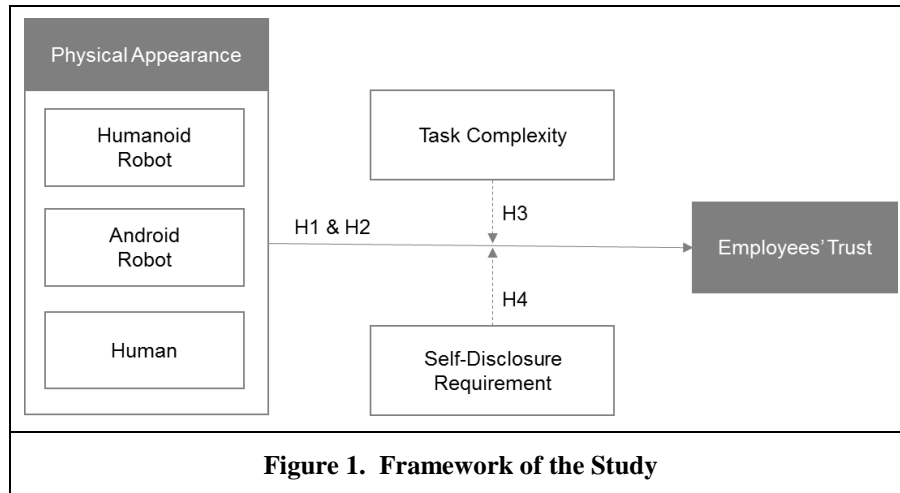 Physical Appearance
Humanoid
Robot
Android
Robot
Human
H1 & H2
Task Complexity
H3
H4
Self-Disclosure
Requirement
Employees' Trust
Figure 1. Framework of the Study